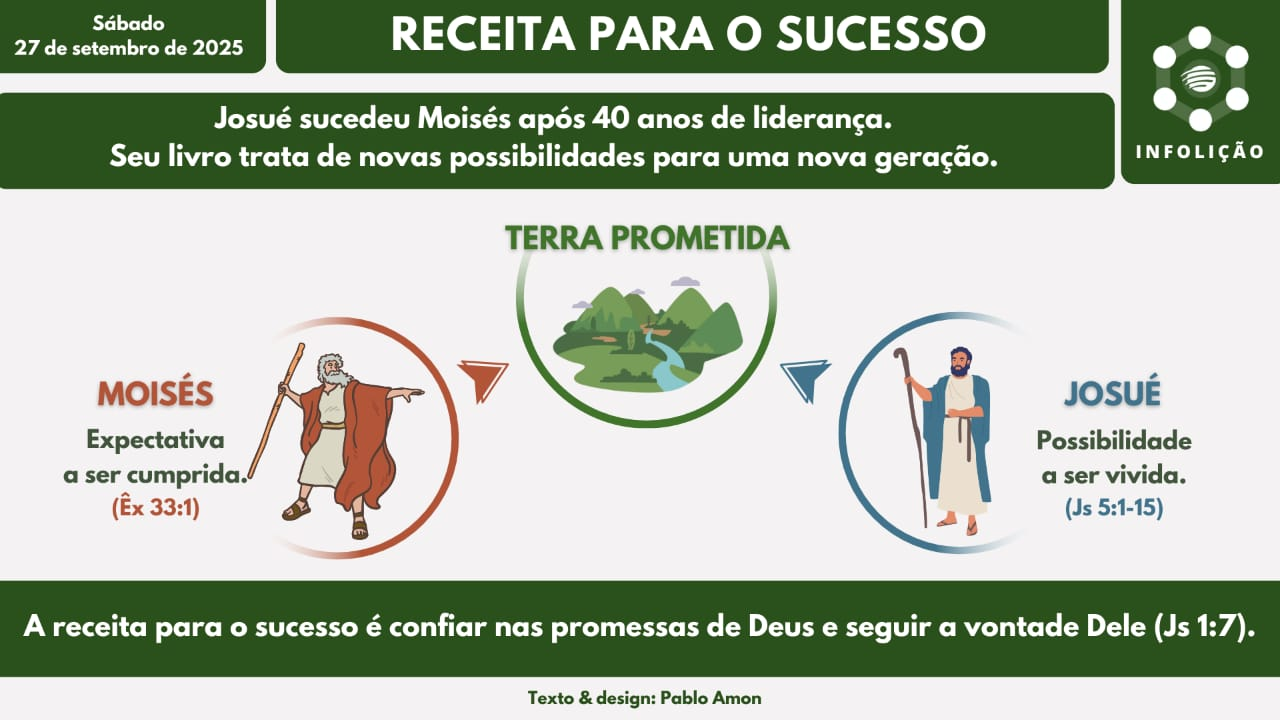 Sábado
27 de setembro de 2025
RECEITA PARA O SUCESSO
INFOLIÇÃO
Josué sucedeu Moisés após 40 anos de liderança.
Seu livro trata de novas possibilidades para uma nova geração.
TERRA PROMETIDA
MOISÉS
Expectativa
a ser cumprida.
(Êx 33:1)
JOSUÉ
Possibilidade
a ser vivida.
(Js 5:1-15)
A receita para o sucesso é confiar nas promessas de Deus e seguir a vontade Dele (Js 1:7).
Texto & design: Pablo Amon